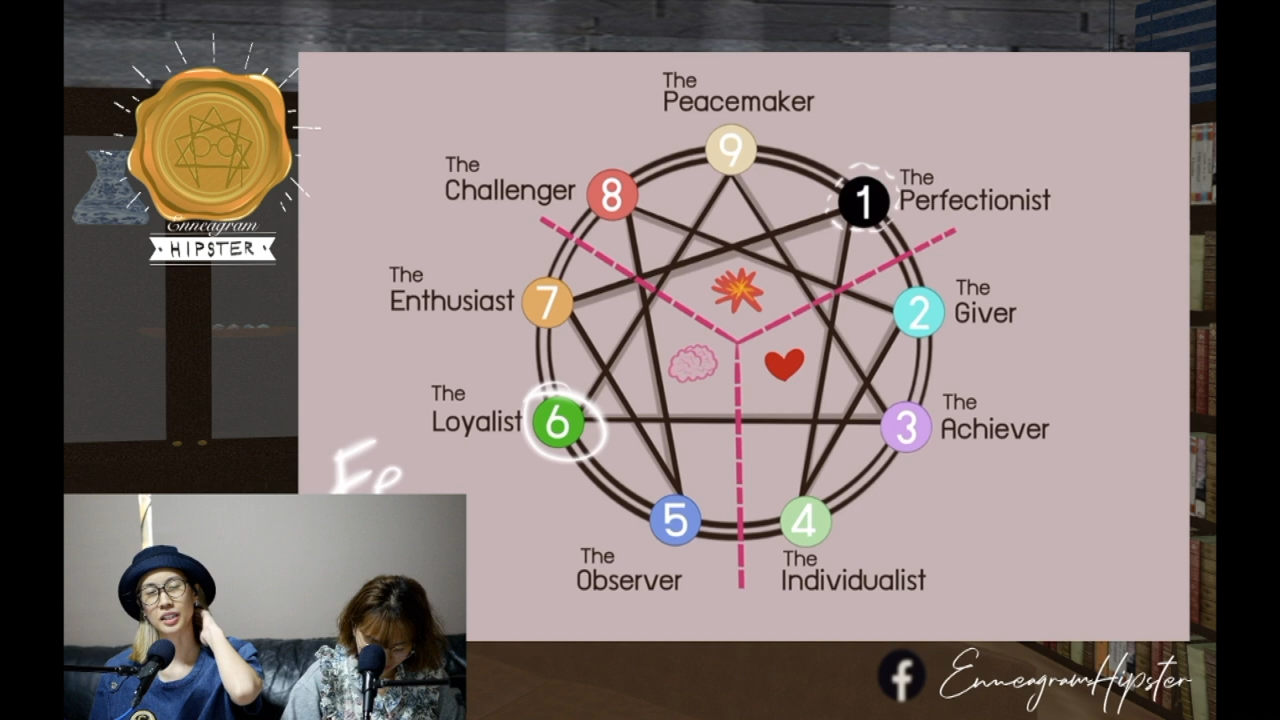 The
Peacemaker
9
The
Challenger
8
1
The
Perfectionist
Enneagram
HIPSTER
The
Enthusiast
7
2
The
Giver
The
Loyalist
6
3
The
Achiever
Fe
5
4
The
Observer
The
Individualist
f
EnneagramHipster